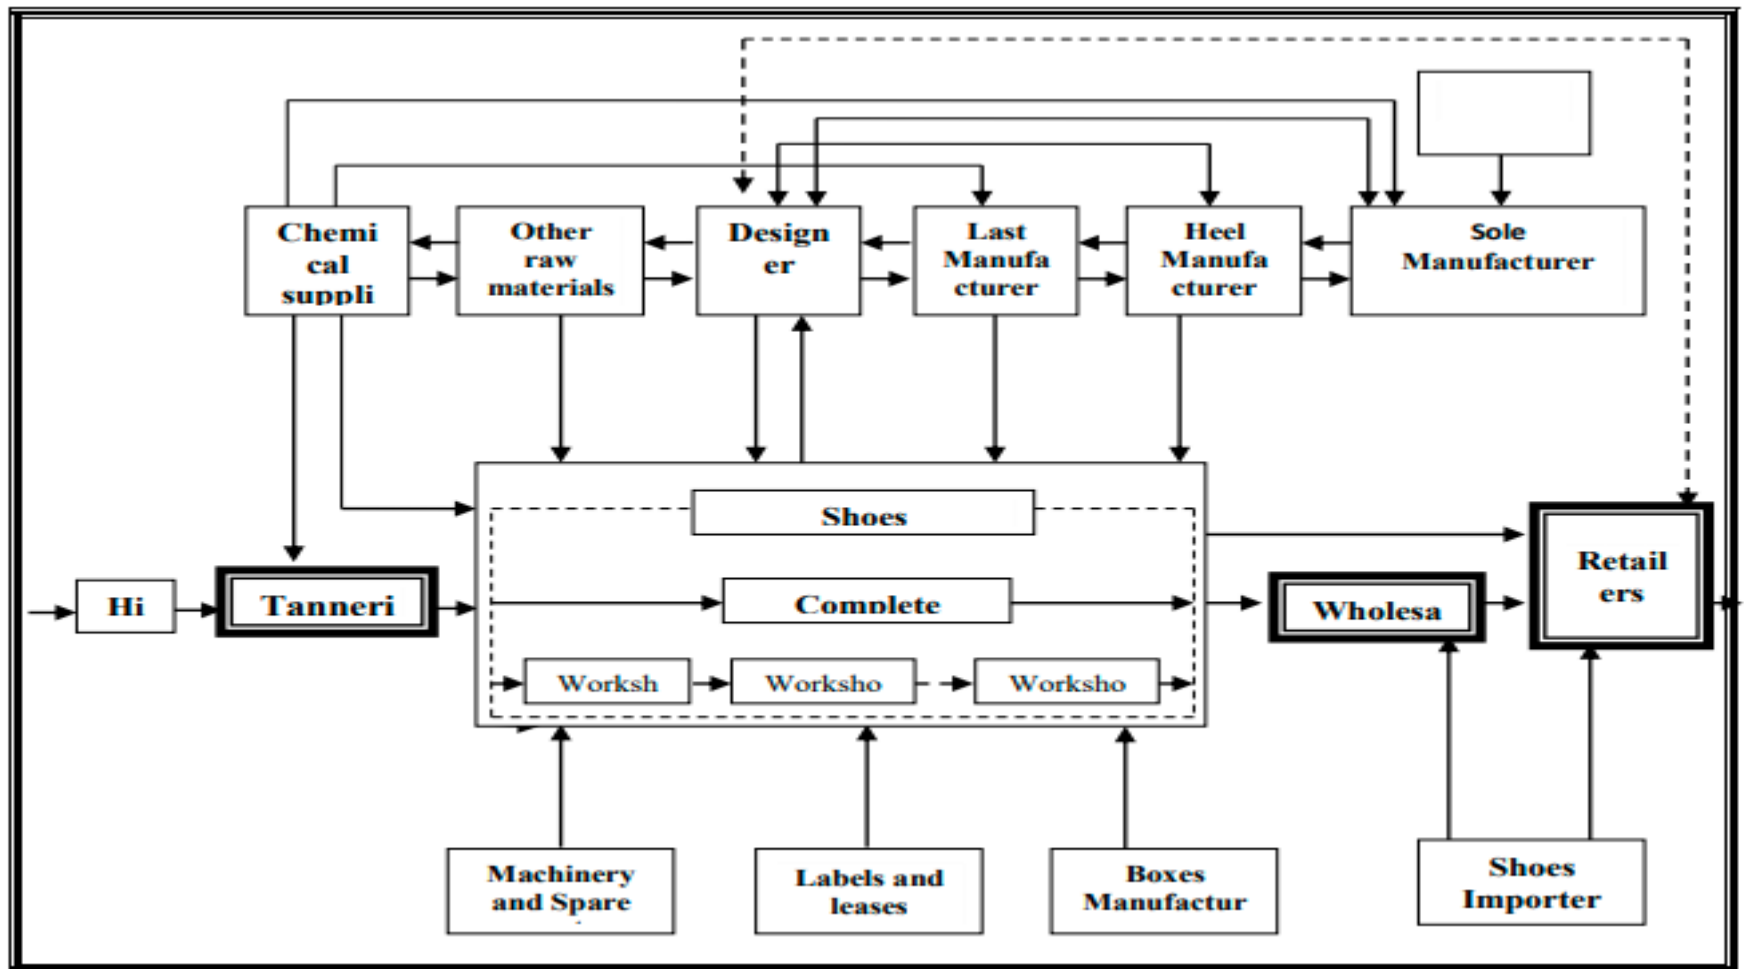 Chemi
cal
suppli
Other
raw
materials
Design
er
Last
Manufa
cturer
Heel
Manufa
cturer
Sole
Manufacturer
Shoes
Complete
Hi
Tanneri
Wholesa
Retail
ers
Worksh
Worksho
Worksho
Machinery
and Spare
Labels and
leases
Boxes
Manufactur
Shoes
Importer